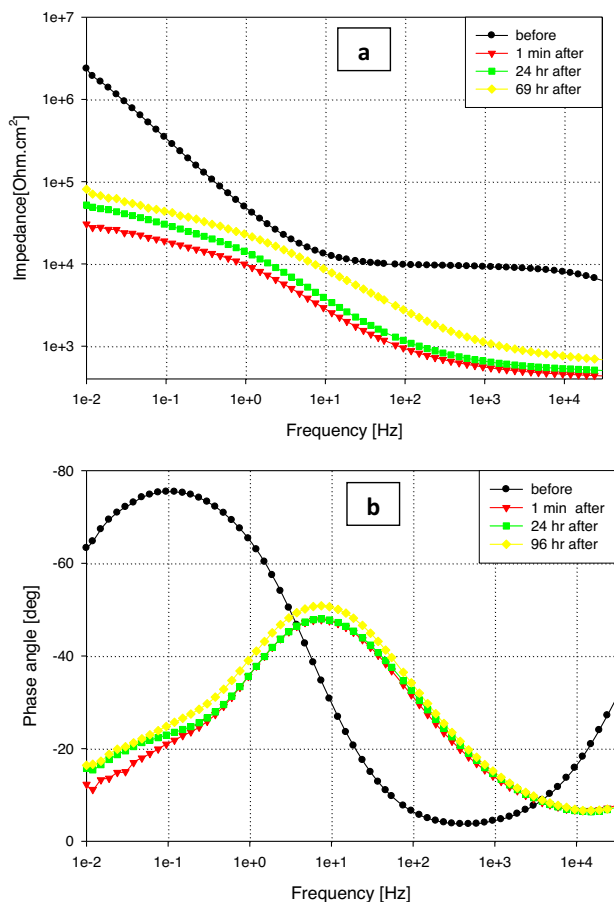 1e+7
1e+6
1e+5
1e+4
1e+3
Impedance[Ohm.cm²]
a
before
1 min after
24 hr after
69 hr after
1e-2 1e-1 1e+0 1e+1 1e+2 1e+3 1e+4
Frequency [Hz]
-80
-60
-40
-20
0
Phase angle [deg]
b
before
1 min after
24 hr after
96 hr after
1e-2 1e-1 1e+0 1e+1 1e+2 1e+3 1e+4
Frequency [Hz]